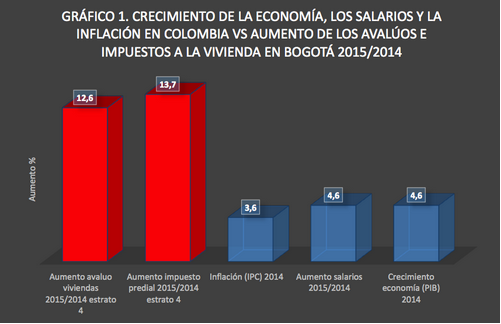 GRÁFICO 1. CRECIMIENTO DE LA ECONOMÍA, LOS SALARIOS Y LA
INFLACIÓN EN COLOMBIA VS AUMENTO DE LOS AVALÚOS E
IMPUESTOS A LA VIVIENDA EN BOGOTÁ 2015/2014
Aumento %
12,6
13,7
3,6
4,6
4,6
Aumento avaluo
viviendas
2015/2014 estrato
4
Aumento impuesto
predial 2015/2014
estrato 4
Inflación (IPC) 2014
Aumento salarios
2015/2014
Crecimiento
economía (PIB)
2014